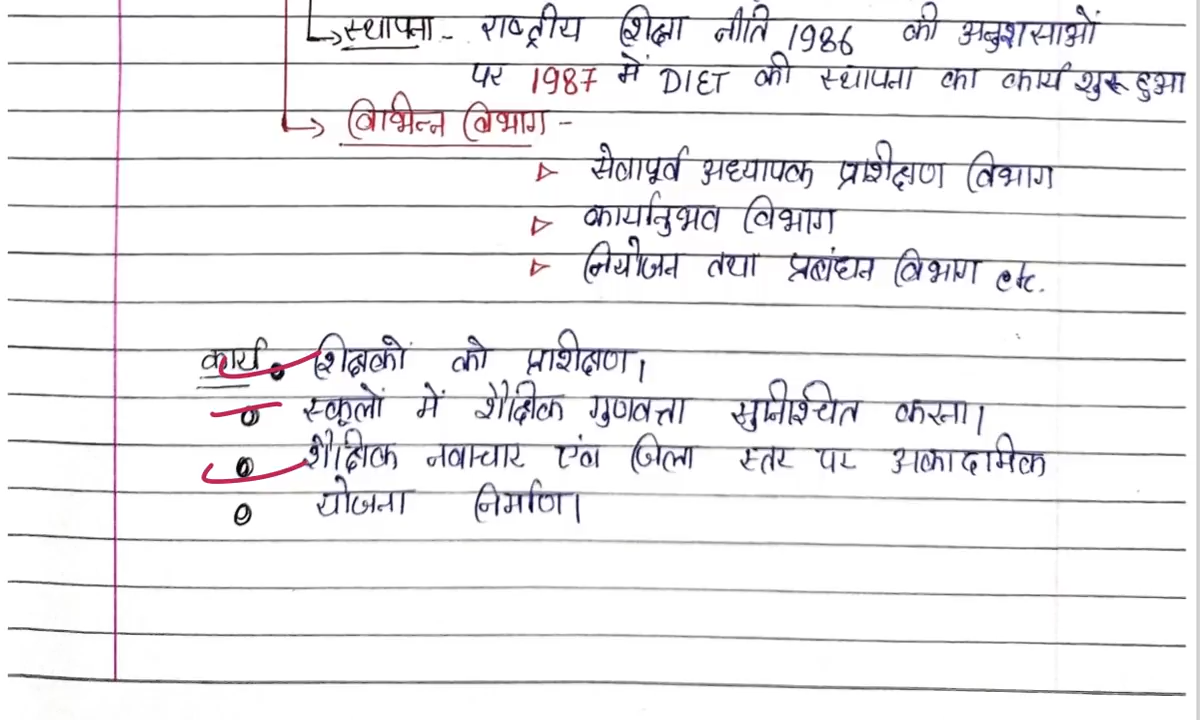 ↳ स्थापना - राष्ट्रीय शिक्षा नीति 1986 की अनुशसाओं
पर 1987 में DIET की स्थापना का कार्य शुरू हुआ
↳ विभिन्न विभाग -
▷ सेवापूर्व अध्यापक प्रशिक्षण विभाग
▷ कार्यानुभव विभाग
▷ नियोजन तथा प्रबंधन विभाग etc.
कार्य • शिक्षकों को प्रशिक्षण।
• स्कूलों में शैक्षिक गुणवत्ता सुनिश्चित करना।
• शैक्षिक नवाचार एंव जिला स्तर पर अकादमिक
• योजना निर्माण।